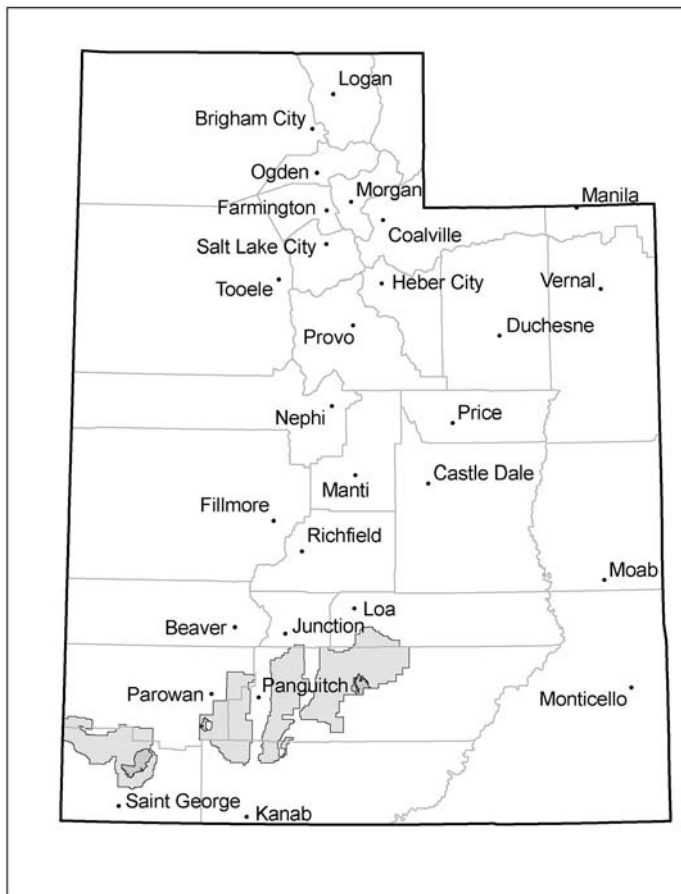 Logan
Brigham City
Ogden
Morgan
Manila
Farmington
Coalville
Salt Lake City
Tooele
Heber City
Vernal
Provo
Duchesne
Nephi
Price
Manti
Castle Dale
Fillmore
Richfield
Moab
Loa
Beaver
Junction
Parowan
Panguitch
Monticello
Saint George
Kanab